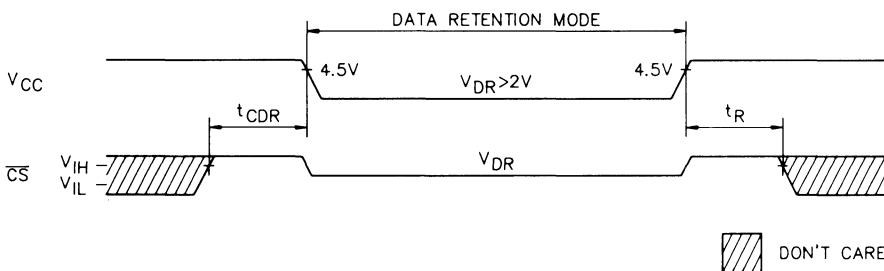 DATA RETENTION MODE
4.5V
4.5V
VCC
VDR>2V
tCDR
tR
CS
VIH
VIL
VDR
DON'T CARE